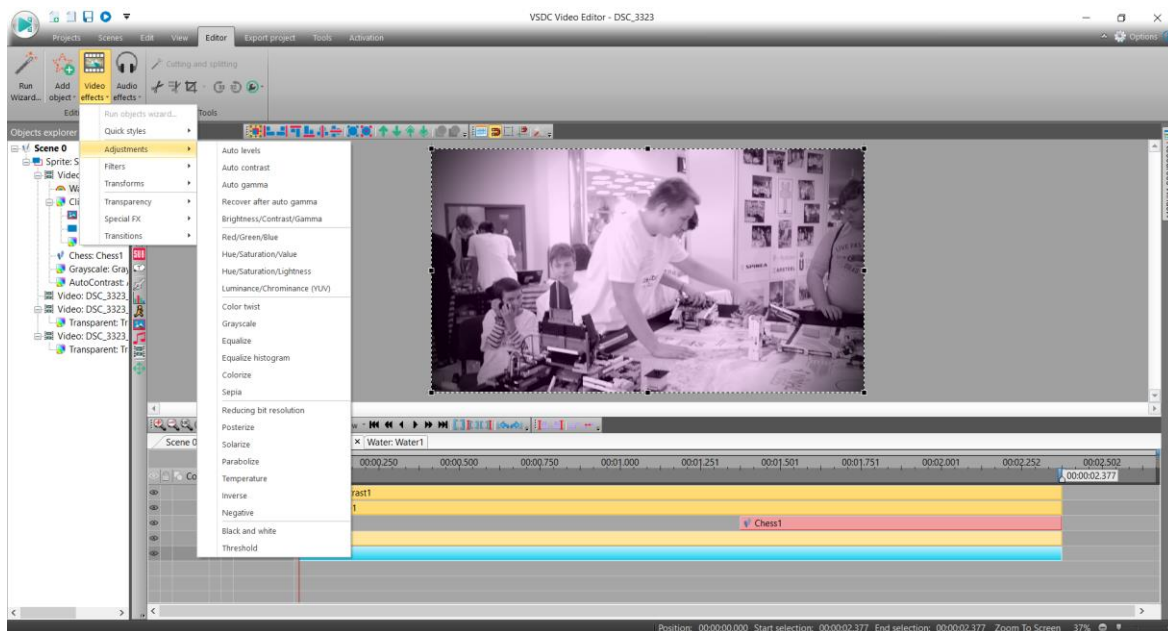 VSDC Video Editor - DSC_3323
Projects Scenes Edit View Editor Export project Tools Activation
Options
Run Wizard...
Add object
Video effects
Audio effects
Cutting and splitting
Editi
Tools
Run objects wizard...
Quick styles
Adjustments
Filters
Transforms
Transparency
Special FX
Transitions
Auto levels
Auto contrast
Auto gamma
Recover after auto gamma
Brightness/Contrast/Gamma
Red/Green/Blue
Hue/Saturation/Value
Hue/Saturation/Lightness
Luminance/Chrominance (YUV)
Color twist
Grayscale
Equalize
Equalize histogram
Colorize
Sepia
Reducing bit resolution
Posterize
Solarize
Parabolize
Temperature
Inverse
Negative
Black and white
Threshold
Objects explorer
Scene 0
Sprite: S
Video
Wa
Cli
Chess: Chess1
Grayscale: Gray
AutoContrast:
Video: DSC_3323_
Video: DSC_3323_
Transparent: Tr
Video: DSC_3323_
Transparent: Tr
Scene 0
Water: Water1
Co
00:00.250 00:00.500 00:00.750 00:01.000 00:01.251 00:01.501 00:01.751 00:02.001 00:02.252 00:02.502
00:00:02.377
rast1
1
Chess1
Position: 00:00:00.000 Start selection: 00:00:02.377 End selection: 00:00:02.377 Zoom To Screen 37%